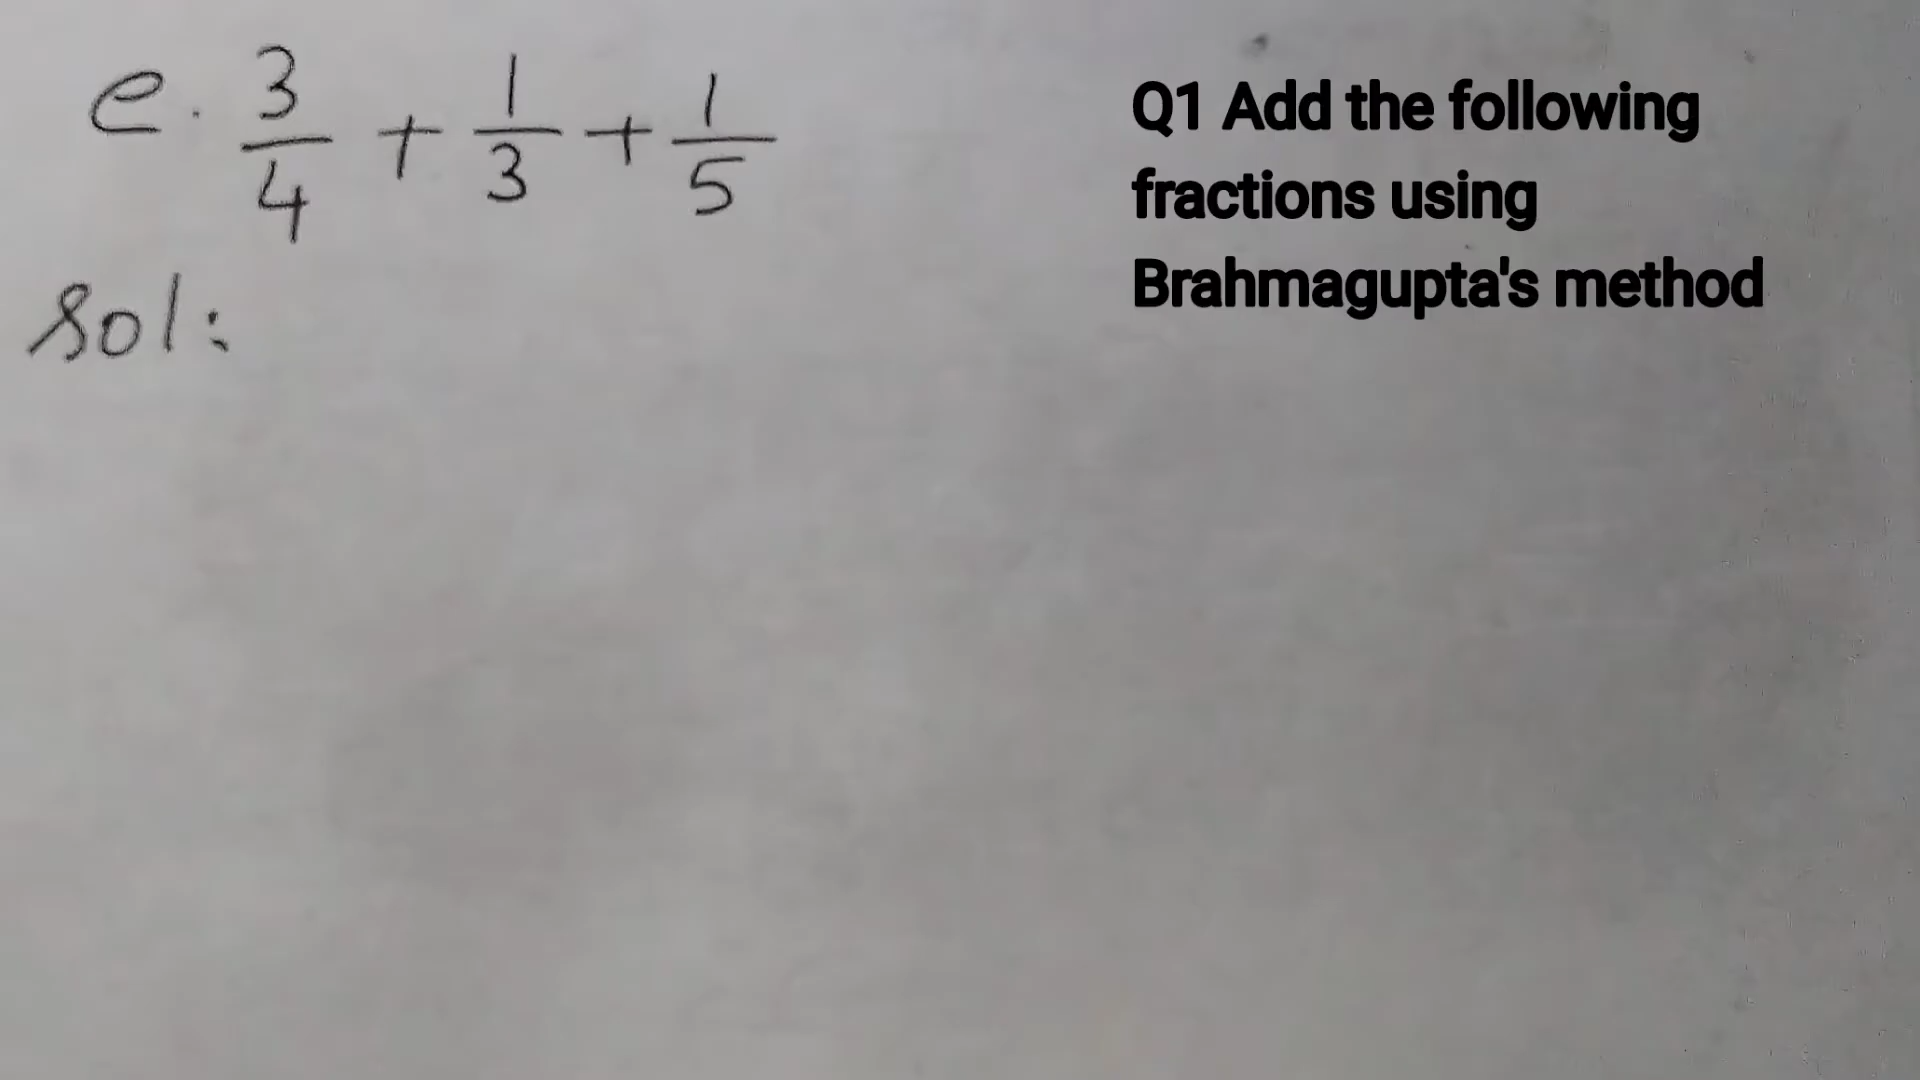 e. 3/4 + 1/3 + 1/5
Sol:
Q1 Add the following
fractions using
Brahmagupta's method